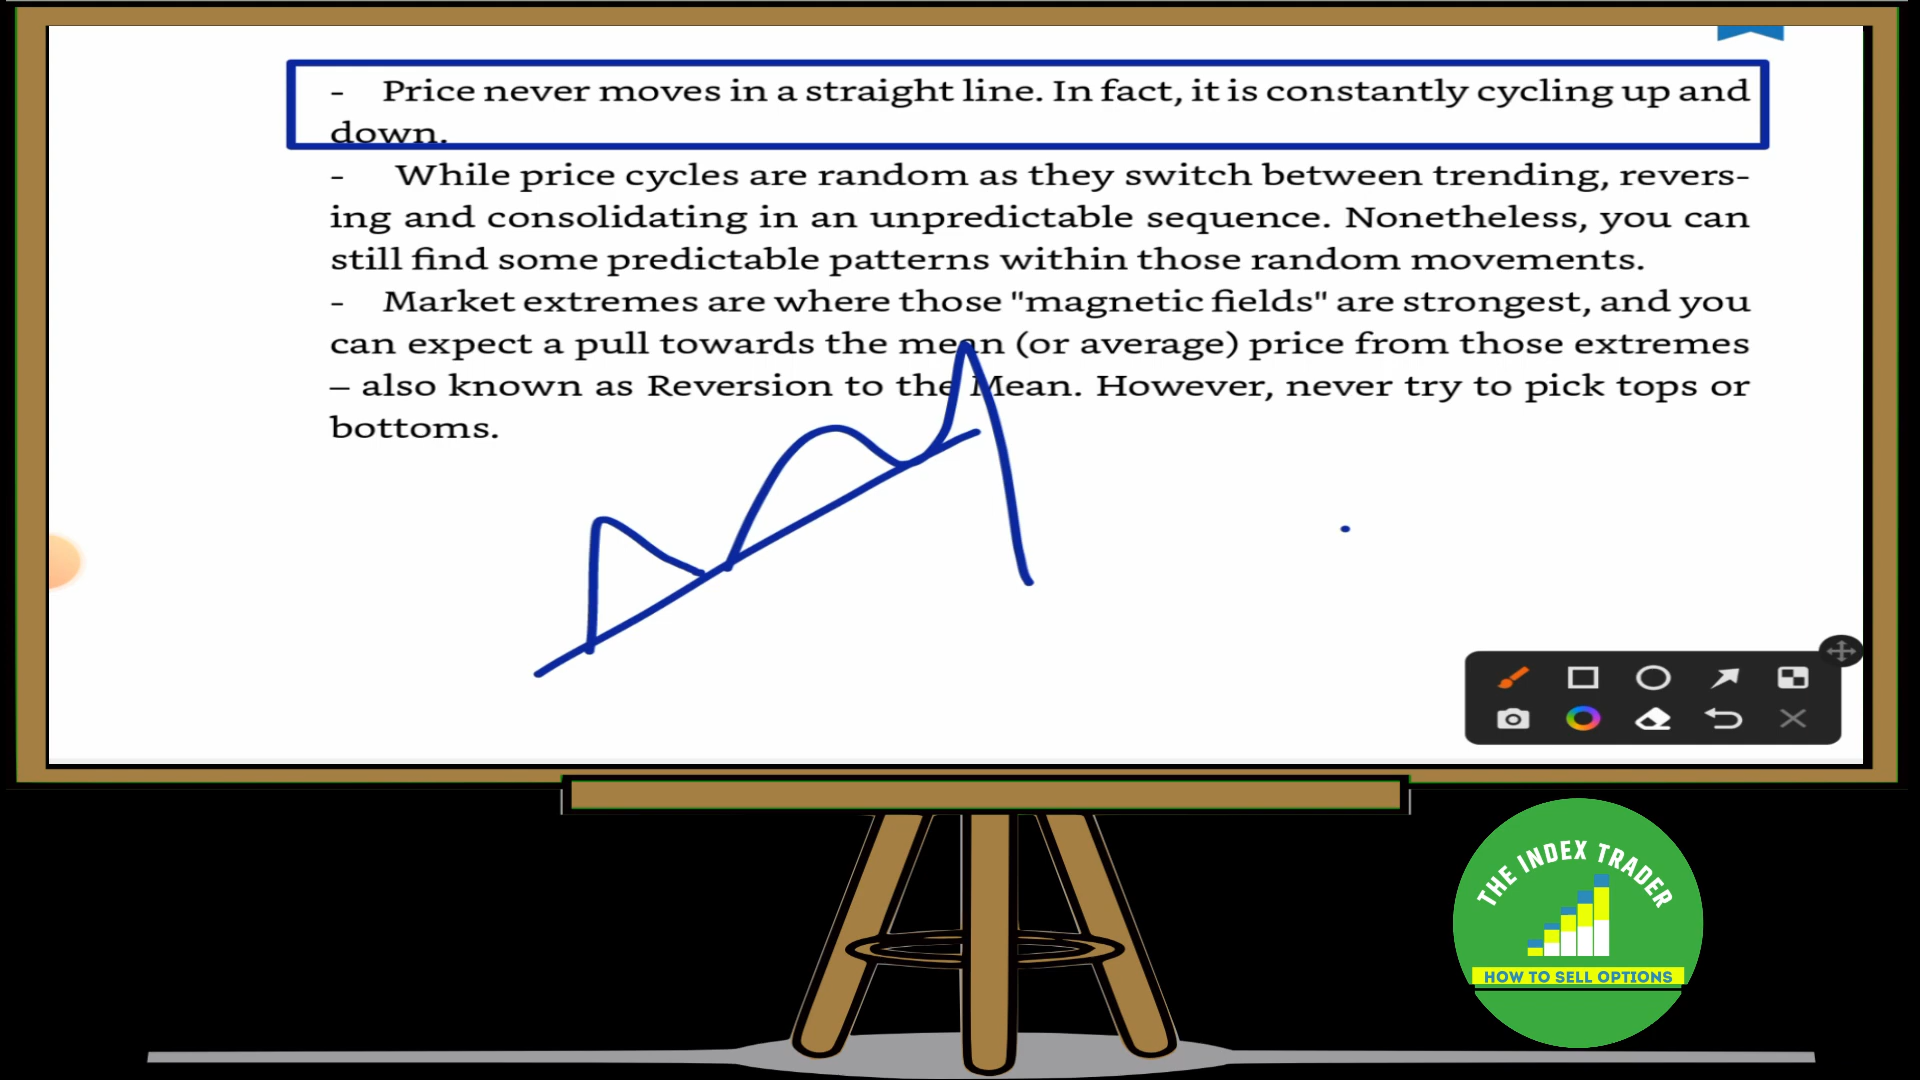 - Price never moves in a straight line. In fact, it is constantly cycling up and
down.
- While price cycles are random as they switch between trending, revers-
ing and consolidating in an unpredictable sequence. Nonetheless, you can
still find some predictable patterns within those random movements.
- Market extremes are where those "magnetic fields" are strongest, and you
can expect a pull towards the mean (or average) price from those extremes
– also known as Reversion to the Mean. However, never try to pick tops or
bottoms.
THE INDEX TRADER
HOW TO SELL OPTIONS